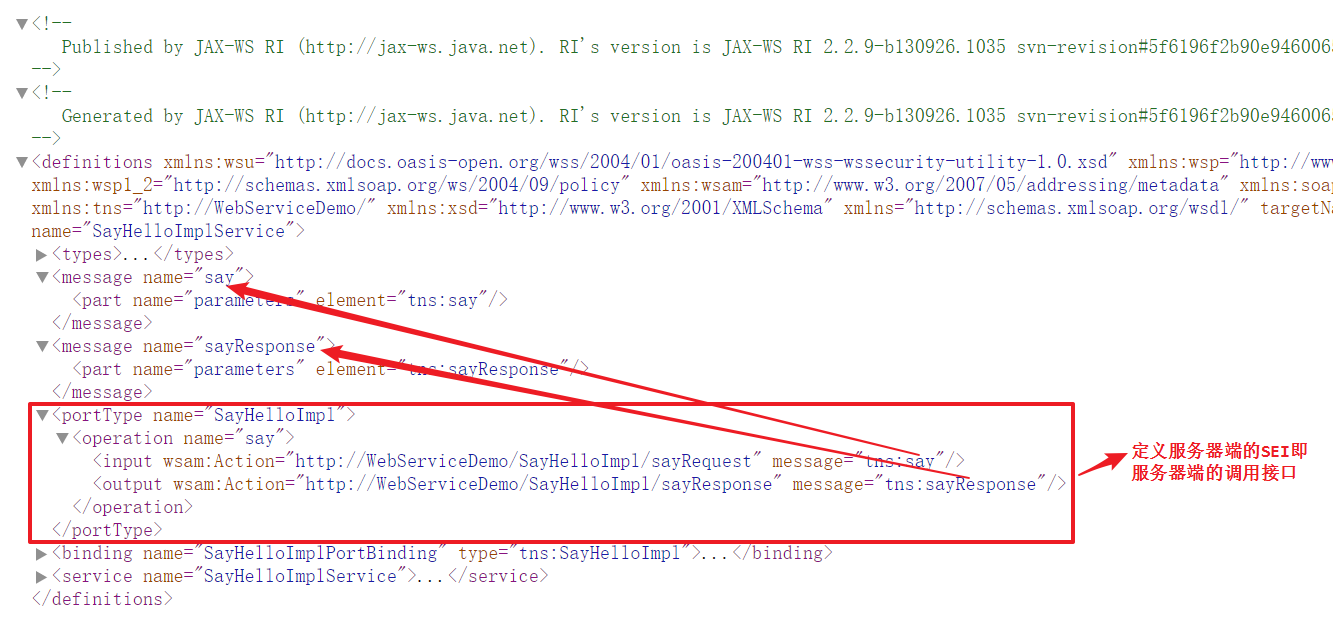 <!--
Published by JAX-WS RI (http://jax-ws.java.net). RI's version is JAX-WS RI 2.2.9-b130926.1035 svn-revision#5f6196f2b90e946006
-->
<!--
Generated by JAX-WS RI (http://jax-ws.java.net). RI's version is JAX-WS RI 2.2.9-b130926.1035 svn-revision#5f6196f2b90e946006
-->
<definitions xmlns:wsu="http://docs.oasis-open.org/wss/2004/01/oasis-200401-wss-wssecurity-utility-1.0.xsd" xmlns:wsp="http://www
xmlns:wsp1_2="http://schemas.xmlsoap.org/ws/2004/09/policy" xmlns:wsam="http://www.w3.org/2007/05/addressing/metadata" xmlns:soap
xmlns:tns="http://WebServiceDemo/" xmlns:xsd="http://www.w3.org/2001/XMLSchema" xmlns="http://schemas.xmlsoap.org/wsdl/" targetNa
name="SayHelloImplService">
<types>...</types>
<message name="say">
<part name="parameters" element="tns:say"/>
</message>
<message name="sayResponse">
<part name="parameters" element="tns:sayResponse"/>
</message>
<portType name="SayHelloImpl">
<operation name="say">
<input wsam:Action="http://WebServiceDemo/SayHelloImpl/sayRequest" message="tns:say"/>
<output wsam:Action="http://WebServiceDemo/SayHelloImpl/sayResponse" message="tns:sayResponse"/>
</operation>
</portType>
定义服务器端的SEI即
服务器端的调用接口
<binding name="SayHelloImplPortBinding" type="tns:SayHelloImpl">...</binding>
<service name="SayHelloImplService">...</service>
</definitions>